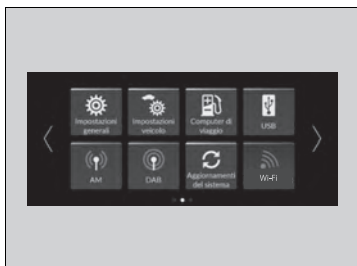 Impostazioni generali
Impostazioni veicolo
Computer di viaggio
USB
AM
DAB
Aggiornamenti del sistema
Wi-Fi